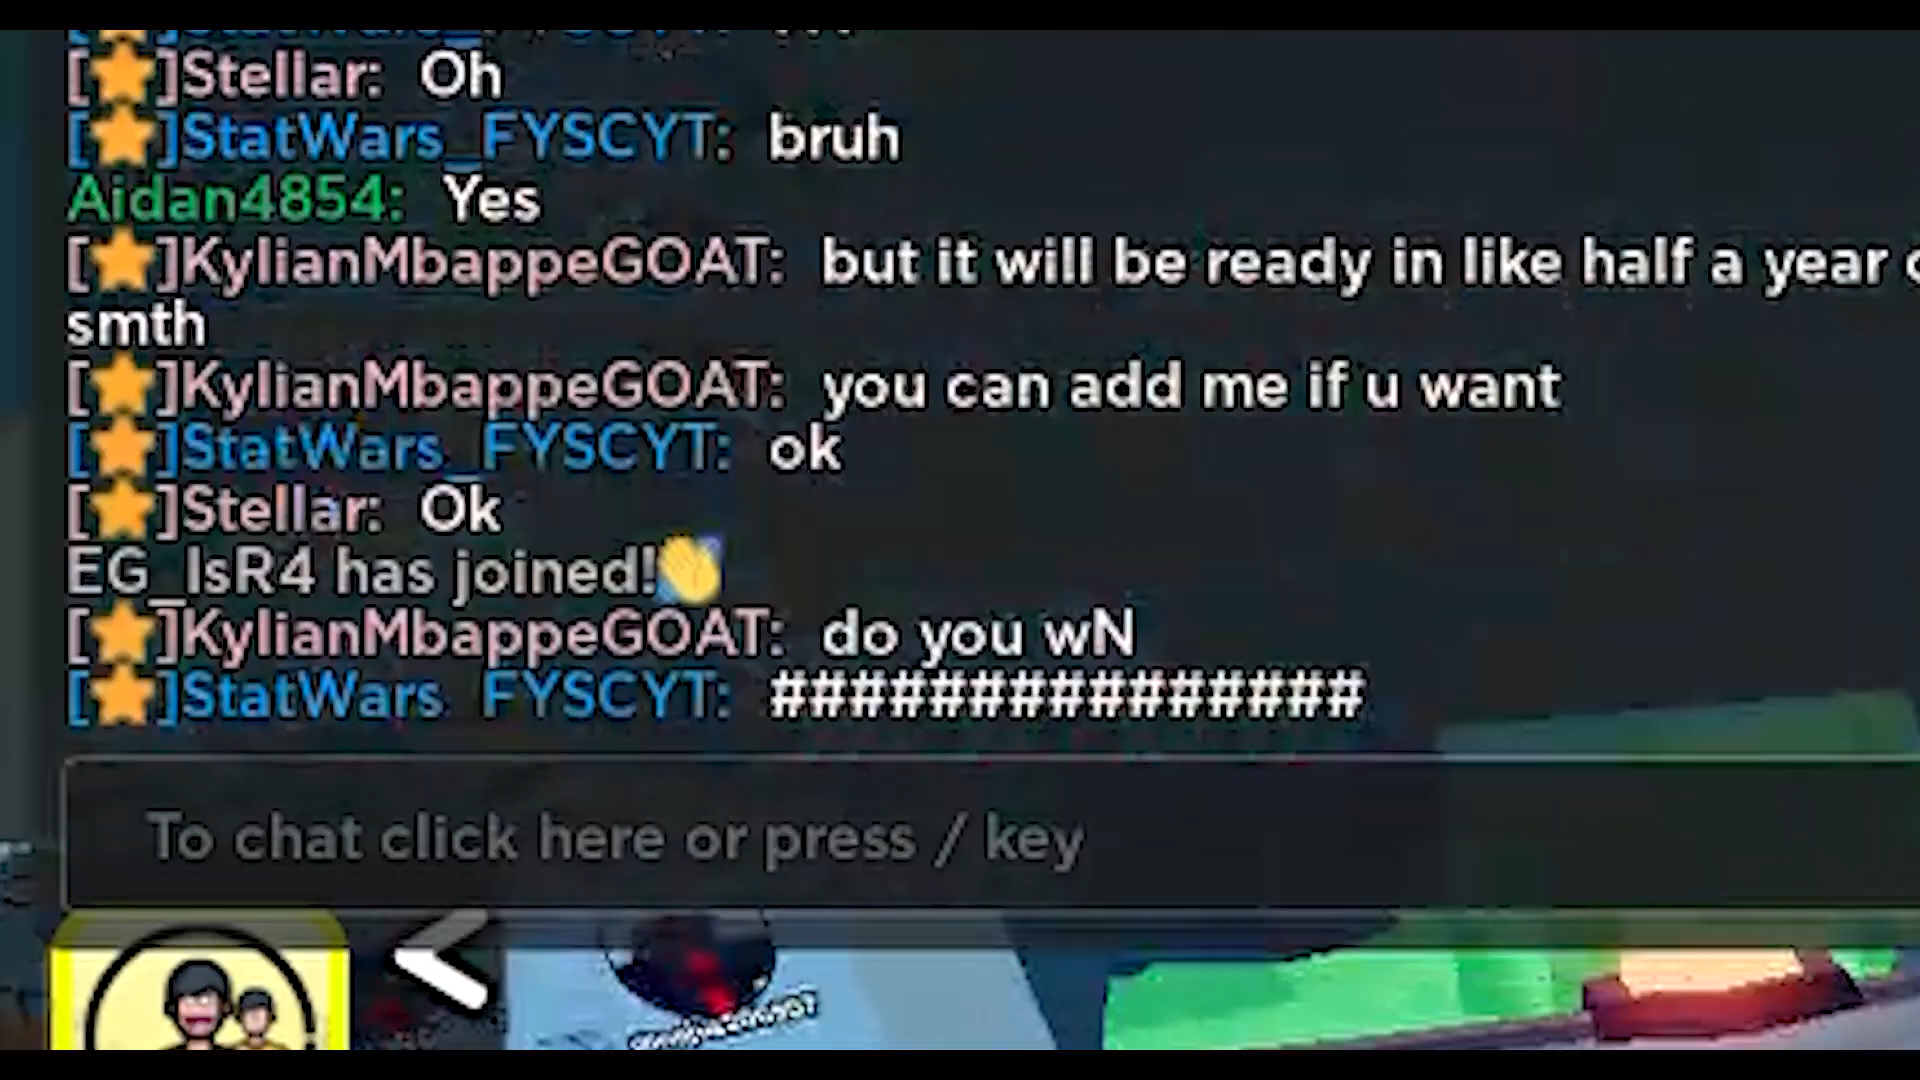 [⭐]Stellar: Oh
[⭐]StatWars_FYSCYT: bruh
Aidan4854: Yes
[⭐]KylianMbappeGOAT: but it will be ready in like half a year
smth
[⭐]KylianMbappeGOAT: you can add me if u want
[⭐]StatWars_FYSCYT: ok
[⭐]Stellar: Ok
EG_lsR4 has joined!👏
[⭐]KylianMbappeGOAT: do you wN
[⭐]StatWars_FYSCYT: ###############
To chat click here or press / key